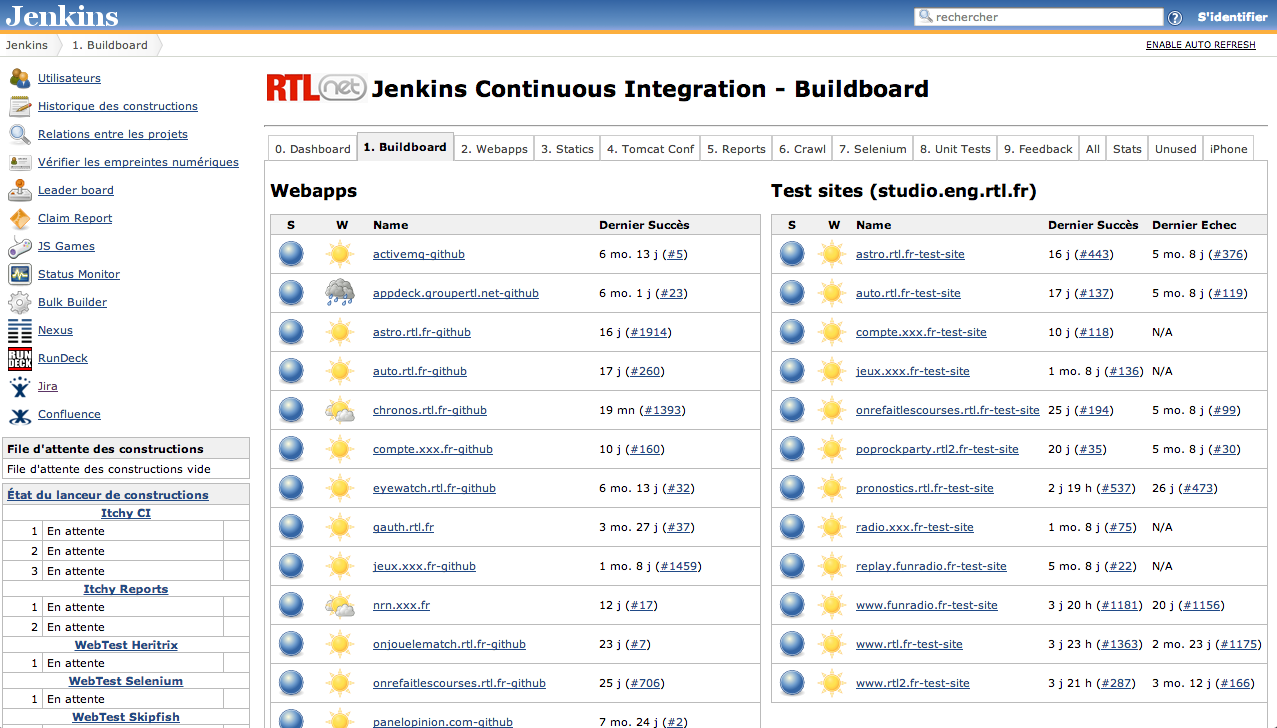 Jenkins
rechercher
?
S'identifier
Jenkins
1. Buildboard
ENABLE AUTO REFRESH
Utilisateurs
Historique des constructions
Relations entre les projets
Vérifier les empreintes numériques
Leader board
Claim Report
JS Games
Status Monitor
Bulk Builder
Nexus
RUN DECK RunDeck
Jira
Confluence
File d'attente des constructions
File d'attente des constructions vide
État du lanceur de constructions
Itchy CI
1 En attente
2 En attente
3 En attente
Itchy Reports
1 En attente
2 En attente
WebTest Heritrix
1 En attente
WebTest Selenium
1 En attente
WebTest Skipfish
RTL net Jenkins Continuous Integration - Buildboard
0. Dashboard 1. Buildboard 2. Webapps 3. Statics 4. Tomcat Conf 5. Reports 6. Crawl 7. Selenium 8. Unit Tests 9. Feedback All Stats Unused iPhone
Webapps
S W Name Dernier Succès
activemq-github 6 mo. 13 j (#5)
appdeck.groupertl.net-github 6 mo. 1 j (#23)
astro.rtl.fr-github 16 j (#1914)
auto.rtl.fr-github 17 j (#260)
chronos.rtl.fr-github 19 mn (#1393)
compte.xxx.fr-github 10 j (#160)
eyewatch.rtl.fr-github 6 mo. 13 j (#32)
gauth.rtl.fr 3 mo. 27 j (#37)
jeux.xxx.fr-github 1 mo. 8 j (#1459)
nrn.xxx.fr 12 j (#17)
onjouelematch.rtl.fr-github 23 j (#7)
onrefaitlescourses.rtl.fr-github 25 j (#706)
panelopinion.com-github 7 mo. 24 j (#2)
Test sites (studio.eng.rtl.fr)
S W Name Dernier Succès Dernier Echec
astro.rtl.fr-test-site 16 j (#443) 5 mo. 8 j (#376)
auto.rtl.fr-test-site 17 j (#137) 5 mo. 8 j (#119)
compte.xxx.fr-test-site 10 j (#118) N/A
jeux.xxx.fr-test-site 1 mo. 8 j (#136) N/A
onrefaitlescourses.rtl.fr-test-site 25 j (#194) 5 mo. 8 j (#99)
poprockparty.rtl2.fr-test-site 20 j (#35) 5 mo. 8 j (#30)
pronostics.rtl.fr-test-site 2 j 19 h (#537) 26 j (#473)
radio.xxx.fr-test-site 1 mo. 8 j (#75) N/A
replay.funradio.fr-test-site 5 mo. 8 j (#22) N/A
www.funradio.fr-test-site 3 j 20 h (#1181) 20 j (#1156)
www.rtl.fr-test-site 3 j 23 h (#1363) 2 mo. 23 j (#1175)
www.rtl2.fr-test-site 3 j 21 h (#287) 3 mo. 12 j (#166)